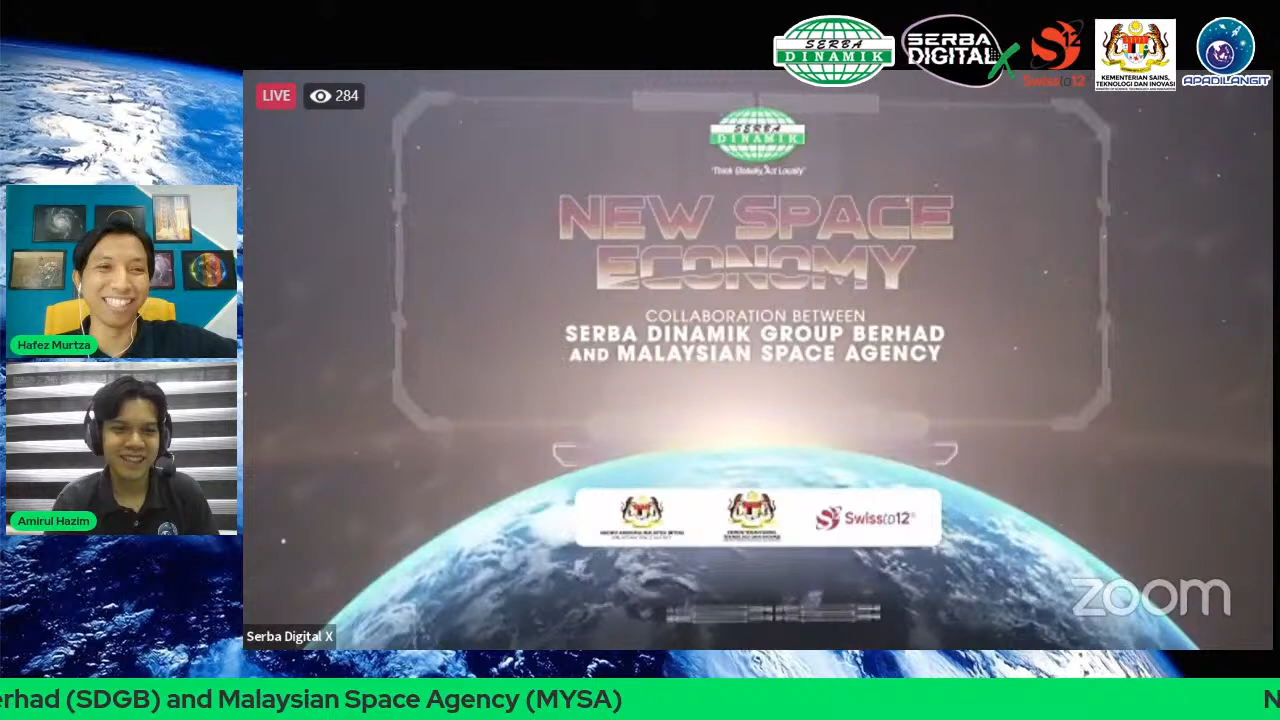 SERBA
DINAMIK
SERBA
DIGITAL X
Swissto12
KEMENTERIAN SAINS,
TEKNOLOGI DAN INOVASI
APADILANGIT
LIVE
284
SERBA
DINAMIK
"Think Globally, Act Locally"
NEW SPACE
ECONOMY
COLLABORATION BETWEEN
SERBA DINAMIK GROUP BERHAD
AND MALAYSIAN SPACE AGENCY
Hafez Murtza
Amirul Hazim
Swissto12
zoom
Serba Digital X
erhad (SDGB) and Malaysian Space Agency (MYSA)
N